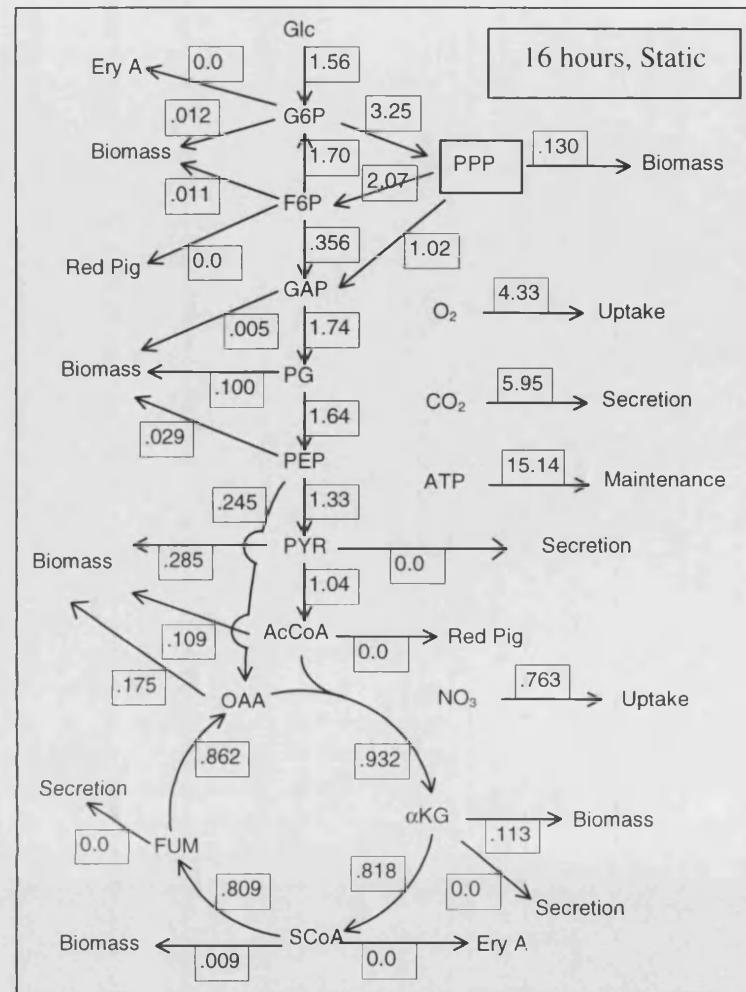 Glc
16 hours, Static
Ery A
0.0
1.56
.012
G6P
3.25
Biomass
1.70
PPP
.130
Biomass
.011
2.07
F6P
Red Pig
0.0
.356
1.02
GAP
O₂
4.33
Uptake
.005
1.74
Biomass
.100
PG
CO₂
5.95
Secretion
.029
1.64
PEP
ATP
15.14
Maintenance
.245
1.33
Biomass
.285
PYR
0.0
Secretion
1.04
.109
AcCoA
0.0
Red Pig
.175
OAA
NO₃
.763
Uptake
.862
.932
Secretion
0.0
FUM
αKG
.113
Biomass
.809
.818
0.0
Secretion
Biomass
.009
SCoA
0.0
Ery A